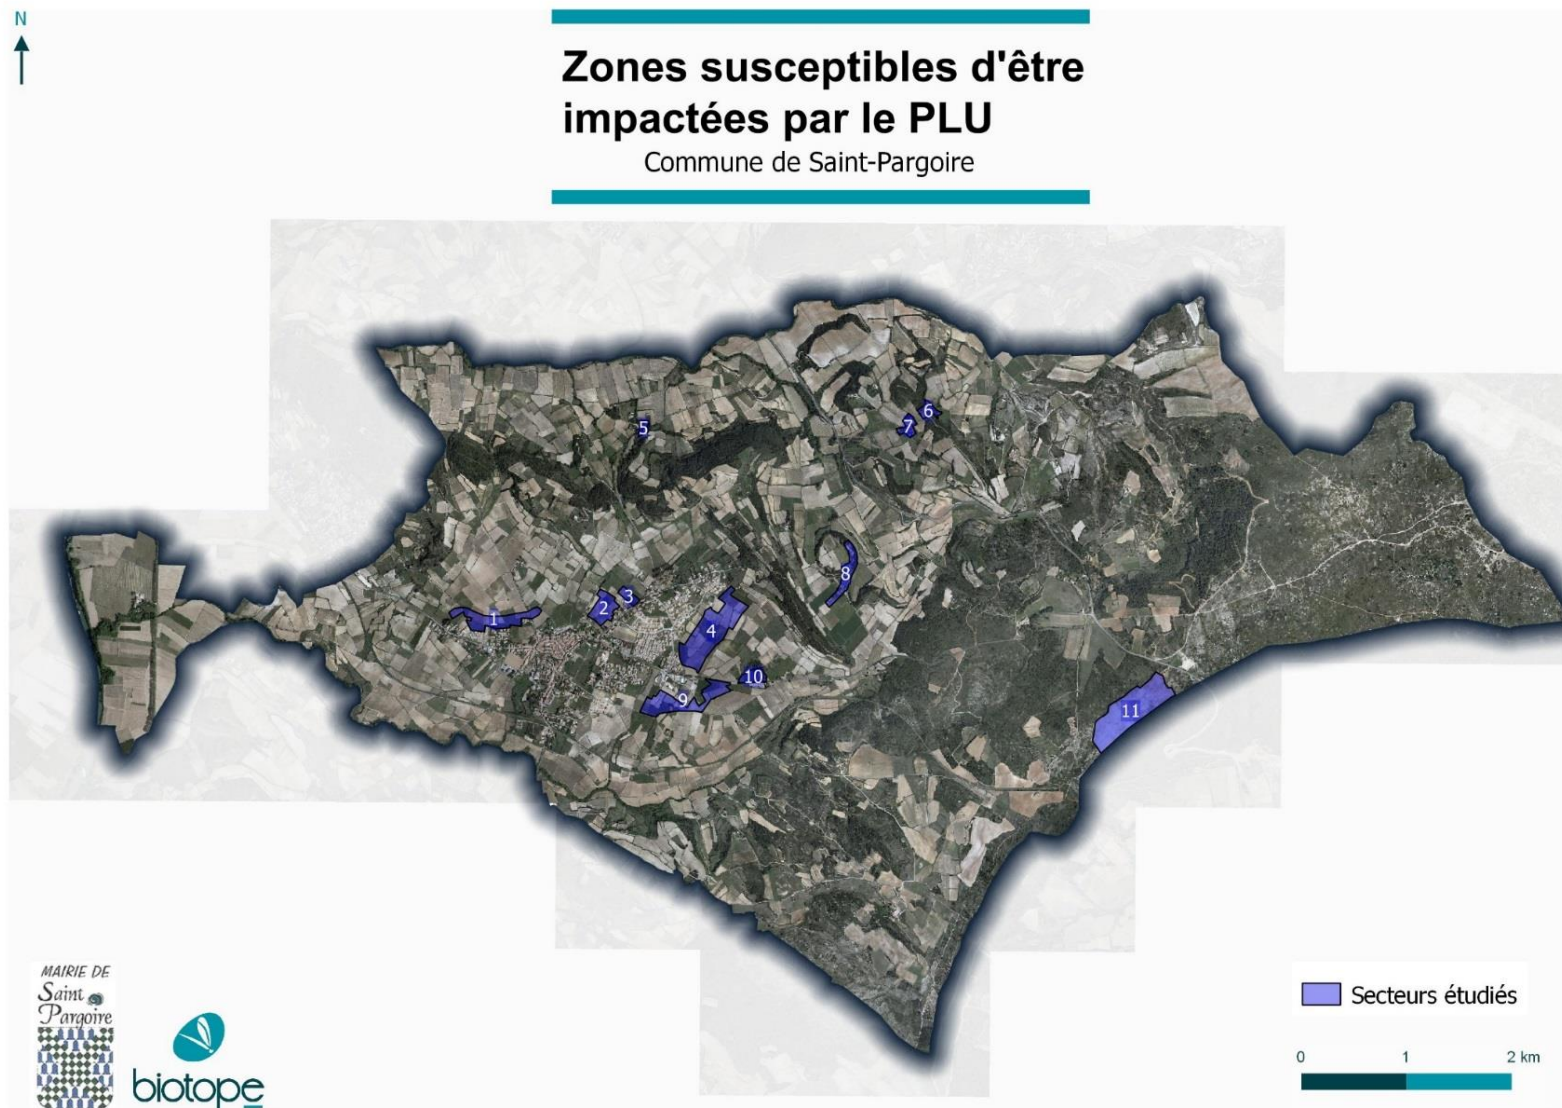 N
Zones susceptibles d'être
impactées par le PLU
Commune de Saint-Pargoire
6
7
5
8
3
2
1
4
10
9
11
MAIRIE DE
Saint
Pargoire
biotope
Secteurs étudiés
0 1 2 km